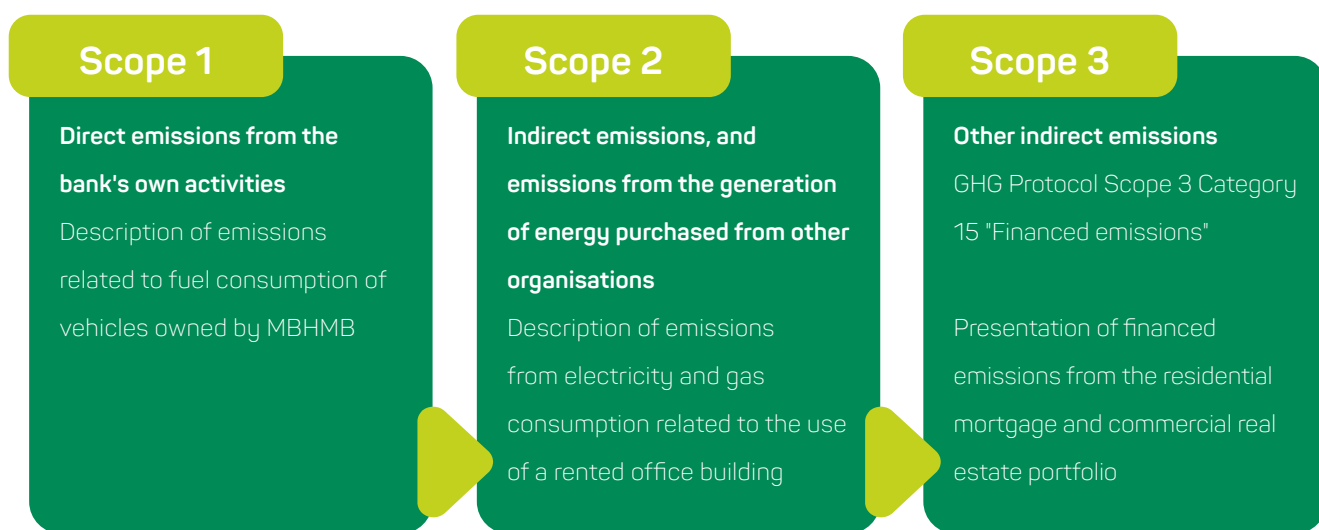 Scope 1
Direct emissions from the
bank's own activities
Description of emissions
related to fuel consumption of
vehicles owned by MBHMB
Scope 2
Indirect emissions, and
emissions from the generation
of energy purchased from other
organisations
Description of emissions
from electricity and gas
consumption related to the use
of a rented office building
Scope 3
Other indirect emissions
GHG Protocol Scope 3 Category
15 "Financed emissions"
Presentation of financed
emissions from the residential
mortgage and commercial real
estate portfolio